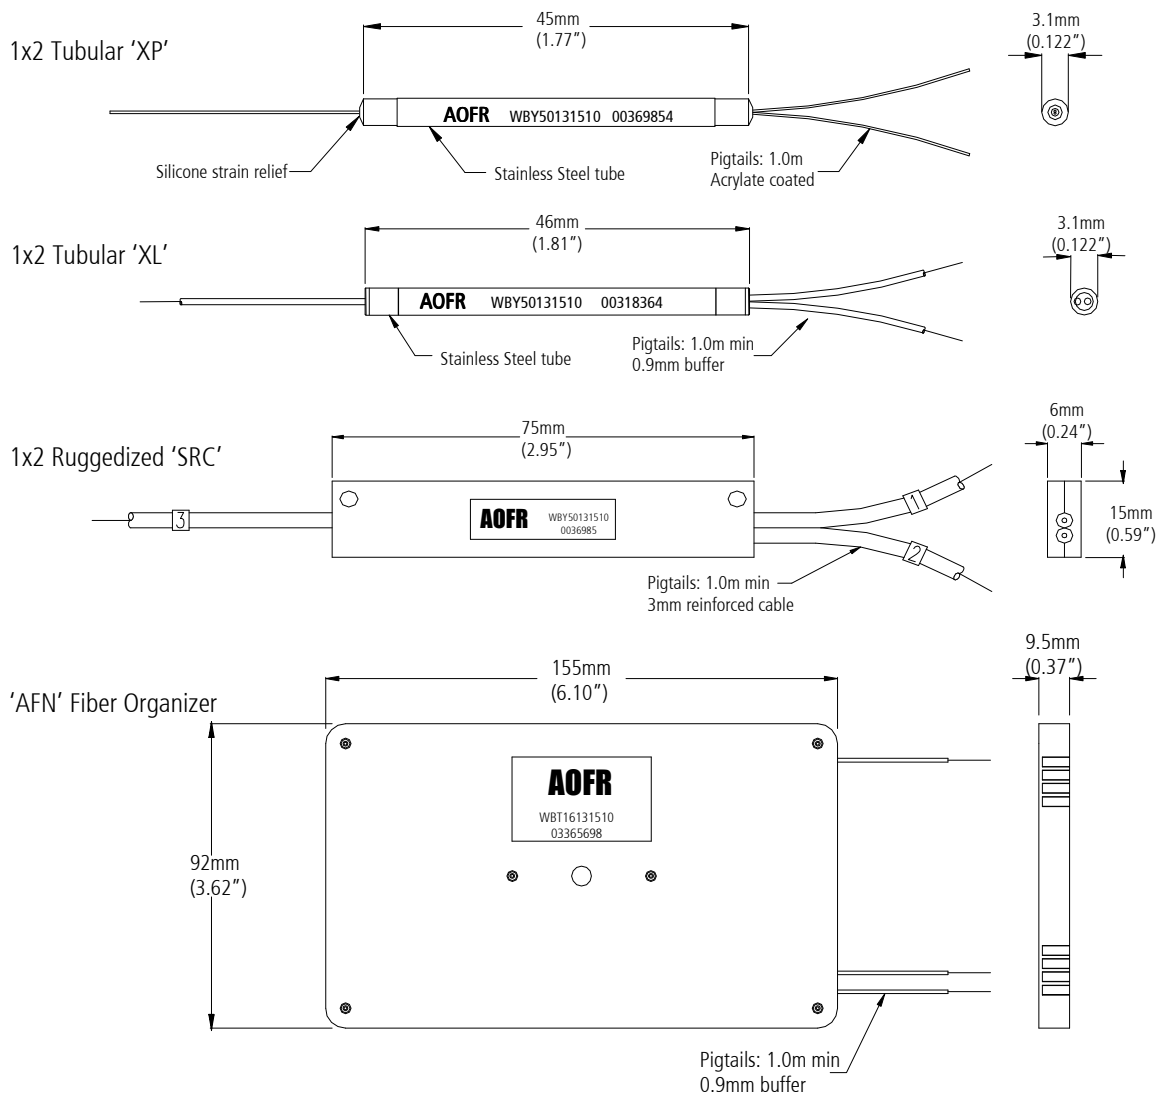 45mm
(1.77”)
3.1mm
(0.122”)
1x2 Tubular ‘XP’
AOFR WBY50131510 00369854
Silicone strain relief
Stainless Steel tube
Pigtails: 1.0m
Acrylate coated
46mm
(1.81”)
3.1mm
(0.122”)
1x2 Tubular ‘XL’
AOFR WBY50131510 00318364
Stainless Steel tube
Pigtails: 1.0m min
0.9mm buffer
75mm
(2.95”)
6mm
(0.24”)
1x2 Ruggedized ‘SRC’
3
AOFR WBY50131510
0036985
1
2
15mm
(0.59”)
Pigtails: 1.0m min
3mm reinforced cable
155mm
(6.10”)
9.5mm
(0.37”)
‘AFN’ Fiber Organizer
AOFR
WBT16131510
03365698
92mm
(3.62”)
Pigtails: 1.0m min
0.9mm buffer